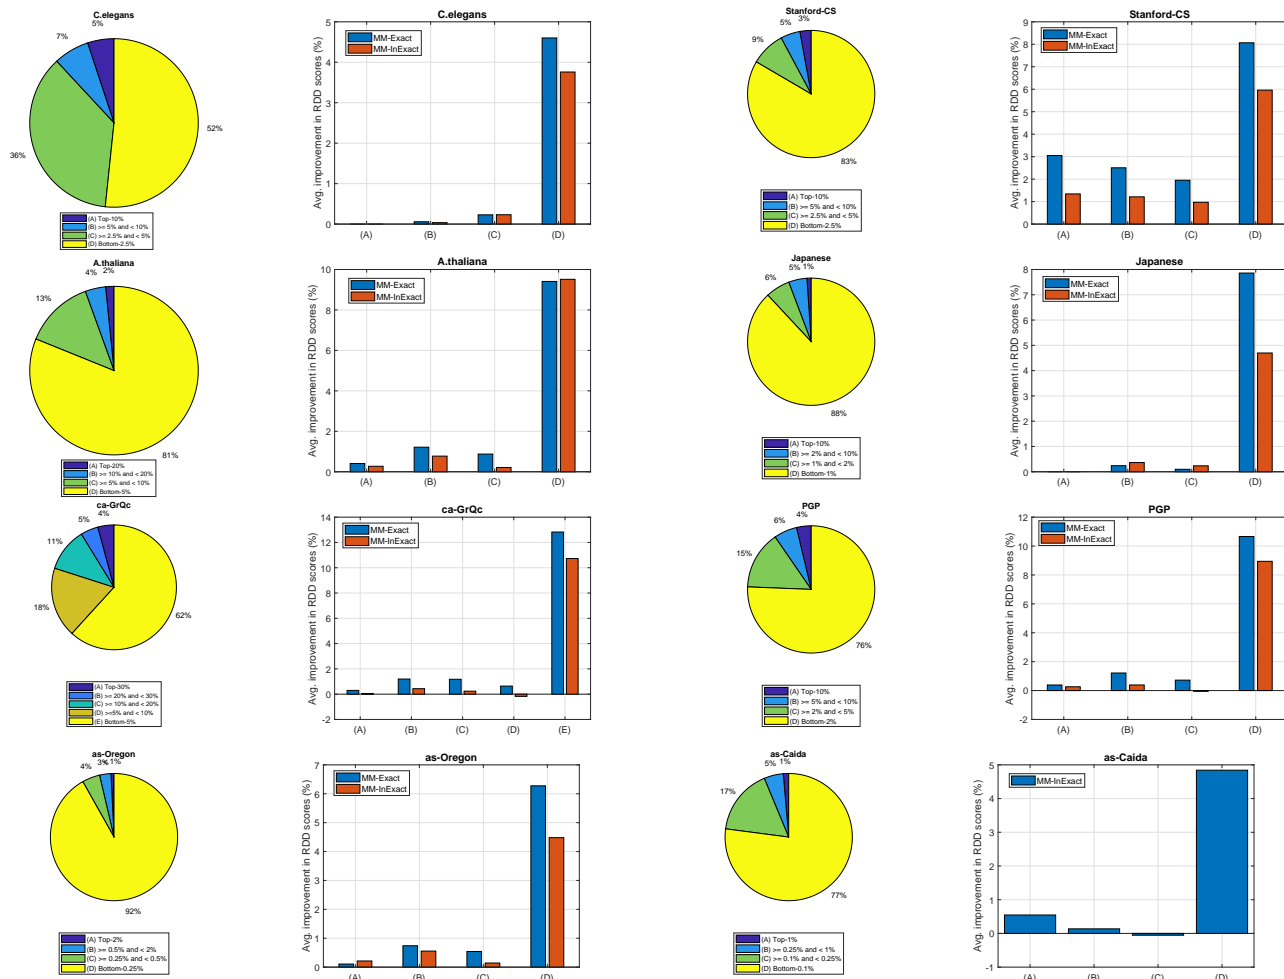 C.elegans
5%
7%
36%
52%
(A) Top-10%
(B) >= 5% and < 10%
(C) >= 2.5% and < 5%
(D) Bottom-2.5%
C.elegans
Avg. improvement in RDD scores (%)
5
4
3
2
1
0
MM-Exact
MM-InExact
(A) (B) (C) (D)
Stanford-CS
3%
5%
9%
83%
(A) Top-10%
(B) >= 5% and < 10%
(C) >= 2.5% and < 5%
(D) Bottom-2.5%
Stanford-CS
Avg. improvement in RDD scores (%)
9
8
7
6
5
4
3
2
1
0
MM-Exact
MM-InExact
(A) (B) (C) (D)
A.thaliana
2%
4%
13%
81%
(A) Top-20%
(B) >= 10% and < 20%
(C) >= 5% and < 10%
(D) Bottom-5%
A.thaliana
Avg. improvement in RDD scores (%)
10
8
6
4
2
0
MM-Exact
MM-InExact
(A) (B) (C) (D)
Japanese
1%
5%
6%
88%
(A) Top-10%
(B) >= 2% and < 10%
(C) >= 1% and < 2%
(D) Bottom-1%
Japanese
Avg. improvement in RDD scores (%)
8
7
6
5
4
3
2
1
0
MM-Exact
MM-InExact
(A) (B) (C) (D)
ca-GrQc
4%
5%
11%
18%
62%
(A) Top-30%
(B) >= 20% and < 30%
(C) >= 10% and < 20%
(D) >=5% and < 10%
(E) Bottom-5%
ca-GrQc
Avg. improvement in RDD scores (%)
14
12
10
8
6
4
2
0
-2
MM-Exact
MM-InExact
(A) (B) (C) (D) (E)
PGP
4%
6%
15%
76%
(A) Top-10%
(B) >= 5% and < 10%
(C) >= 2% and < 5%
(D) Bottom-2%
PGP
Avg. improvement in RDD scores (%)
12
10
8
6
4
2
0
-2
MM-Exact
MM-InExact
(A) (B) (C) (D)
as-Oregon
1%
3%
4%
92%
(A) Top-2%
(B) >= 0.5% and < 2%
(C) >= 0.25% and < 0.5%
(D) Bottom-0.25%
as-Oregon
Avg. improvement in RDD scores (%)
7
6
5
4
3
2
1
0
MM-Exact
MM-InExact
(A) (B) (C) (D)
as-Caida
1%
5%
17%
77%
(A) Top-1%
(B) >= 0.25% and < 1%
(C) >= 0.1% and < 0.25%
(D) Bottom-0.1%
as-Caida
Avg. improvement in RDD scores (%)
5
4
3
2
1
0
-1
MM-InExact
(A) (B) (C) (D)